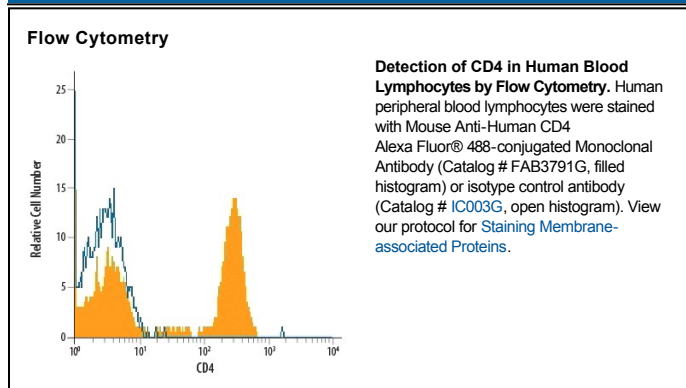 Flow Cytometry
Detection of CD4 in Human Blood
Lymphocytes by Flow Cytometry. Human
peripheral blood lymphocytes were stained
with Mouse Anti-Human CD4
Alexa Fluor® 488-conjugated Monoclonal
Antibody (Catalog # FAB3791G, filled
histogram) or isotype control antibody
(Catalog # IC003G, open histogram). View
our protocol for Staining Membrane-
associated Proteins.
Relative Cell Number
25
20
15
10
5
0
10⁰ 10¹ 10² 10³ 10⁴
CD4